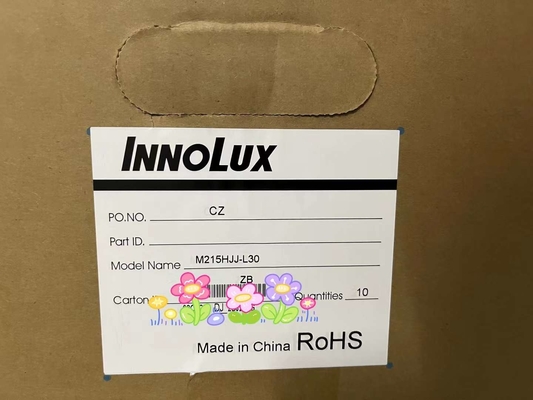 INNOLUX
PO.NO. CZ
Part ID.
Model Name M215HJJ-L30
ZB
Carton
Quantities 10
Made in China RoHS